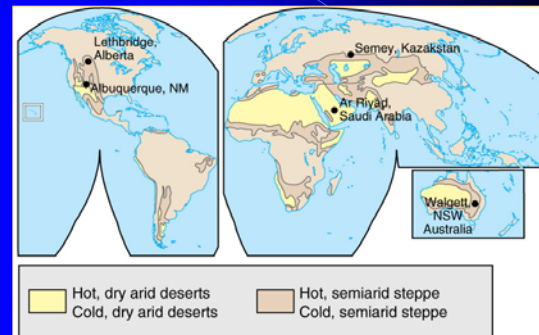 Lethbridge,
Alberta
Albuquerque, NM
Semey, Kazakstan
Ar Riyāḍ,
Saudi Arabia
Walgett,
NSW
Australia
Hot, dry arid deserts
Cold, dry arid deserts
Hot, semiarid steppe
Cold, semiarid steppe